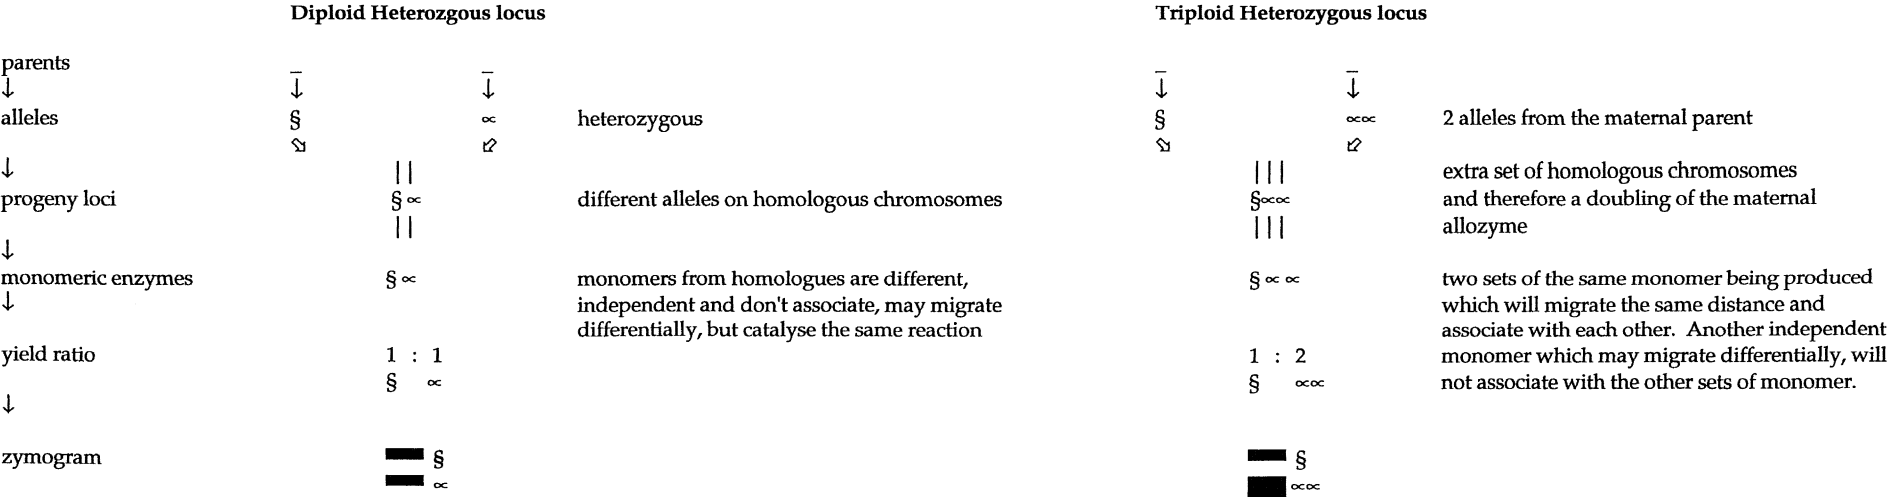 Diploid Heterozgous locus Triploid Heterozygous locus
parents _ _ _ _
↓ ↓ ↓ ↓ ↓
alleles § ∝ heterozygous § ∝∝ 2 alleles from the maternal parent
⇘ ⇙ ⇘ ⇙
↓ || ||| extra set of homologous chromosomes
progeny loci §∝ different alleles on homologous chromosomes §∝∝ and therefore a doubling of the maternal
|| ||| allozyme
↓
monomeric enzymes §∝ monomers from homologues are different, §∝ ∝ two sets of the same monomer being produced
↓ independent and don't associate, may migrate which will migrate the same distance and
differentially, but catalyse the same reaction associate with each other. Another independent
yield ratio 1 : 1 1 : 2 monomer which may migrate differentially, will
§ ∝ § ∝∝ not associate with the other sets of monomer.
↓
zymogram § §
∝ ∝∝